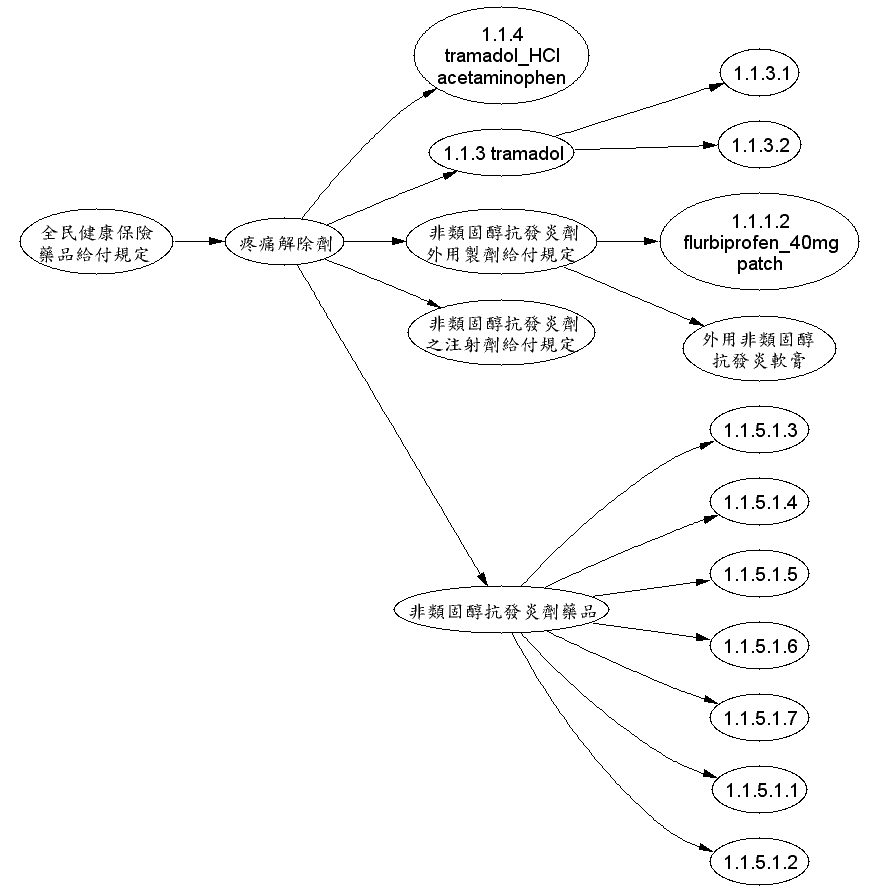 1.1.4
tramadol_HCl
acetaminophen
1.1.3.1
1.1.3 tramadol
1.1.3.2
全民健康保險
藥品給付規定
疼痛解除劑
非類固醇抗發炎劑
外用製劑給付規定
1.1.1.2
flurbiprofen_40mg
patch
非類固醇抗發炎劑
之注射劑給付規定
外用非類固醇
抗發炎軟膏
1.1.5.1.3
1.1.5.1.4
1.1.5.1.5
非類固醇抗發炎劑藥品
1.1.5.1.6
1.1.5.1.7
1.1.5.1.1
1.1.5.1.2